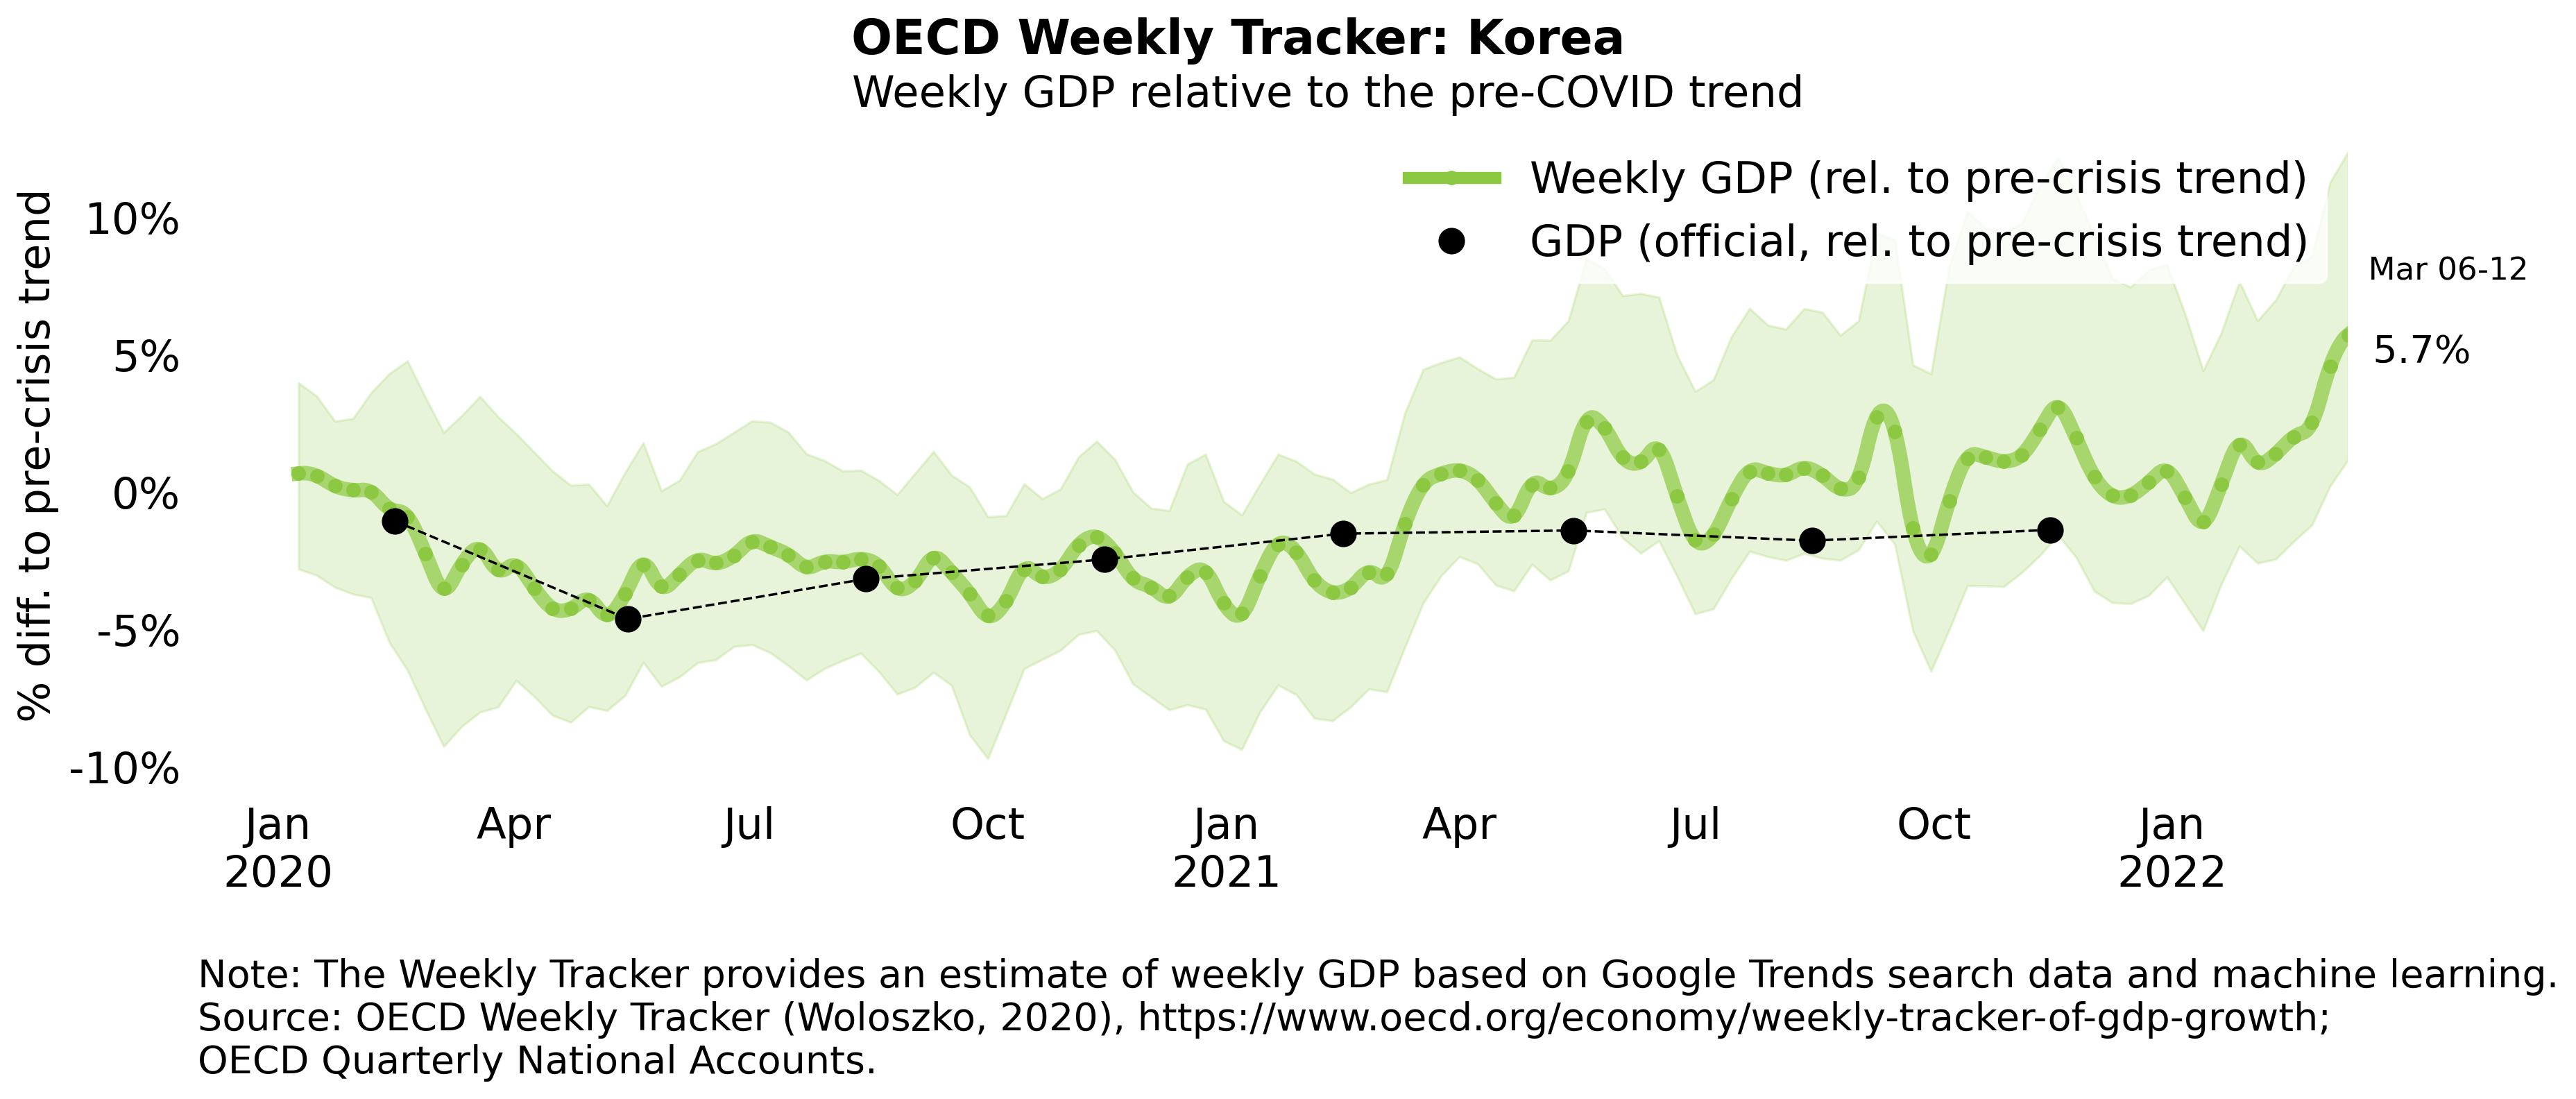 OECD Weekly Tracker: Korea
Weekly GDP relative to the pre-COVID trend
Weekly GDP (rel. to pre-crisis trend)
GDP (official, rel. to pre-crisis trend)
% diff. to pre-crisis trend
10%
5%
0%
-5%
-10%
Mar 06-12
5.7%
Jan Apr Jul Oct Jan Apr Jul Oct Jan
2020 2021 2022
Note: The Weekly Tracker provides an estimate of weekly GDP based on Google Trends search data and machine learning.
Source: OECD Weekly Tracker (Woloszko, 2020), https://www.oecd.org/economy/weekly-tracker-of-gdp-growth;
OECD Quarterly National Accounts.